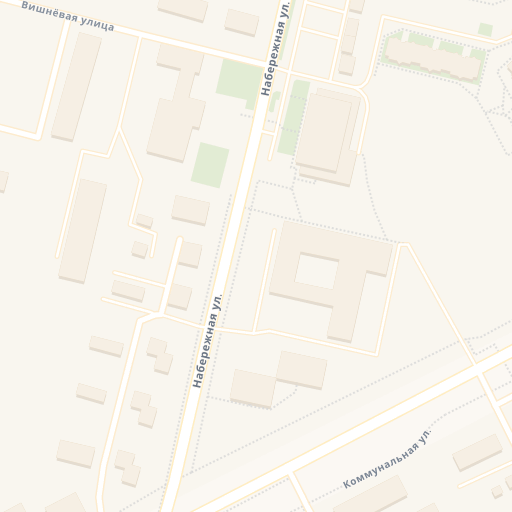 Вишнёвая улица
Набережная ул.
Набережная ул.
Коммунальная ул.